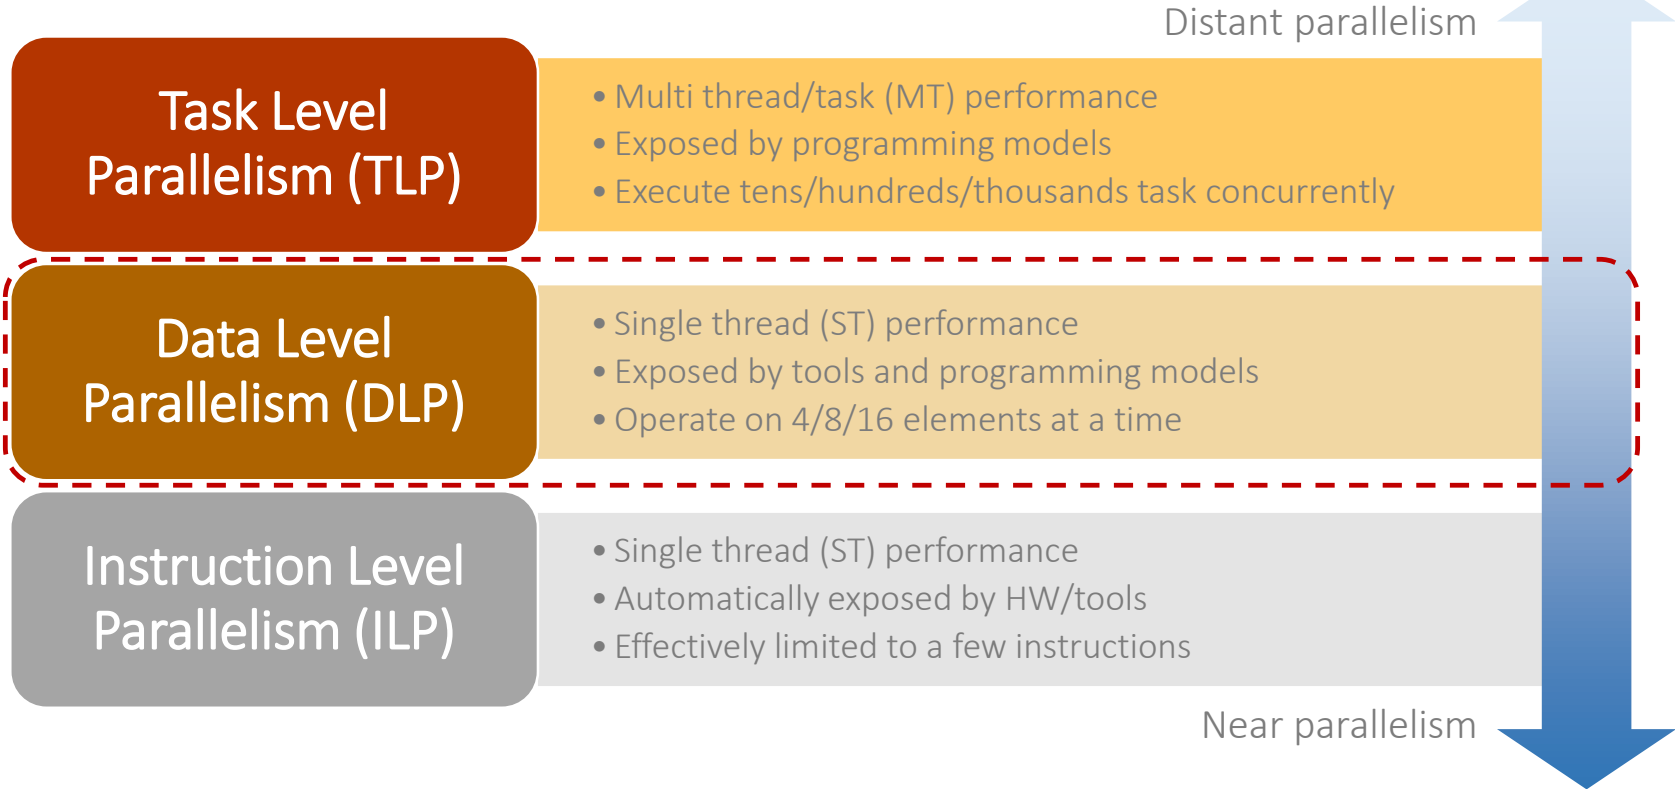 Distant parallelism
Task Level
Parallelism (TLP)
• Multi thread/task (MT) performance
• Exposed by programming models
• Execute tens/hundreds/thousands task concurrently
Data Level
Parallelism (DLP)
• Single thread (ST) performance
• Exposed by tools and programming models
• Operate on 4/8/16 elements at a time
Instruction Level
Parallelism (ILP)
• Single thread (ST) performance
• Automatically exposed by HW/tools
• Effectively limited to a few instructions
Near parallelism